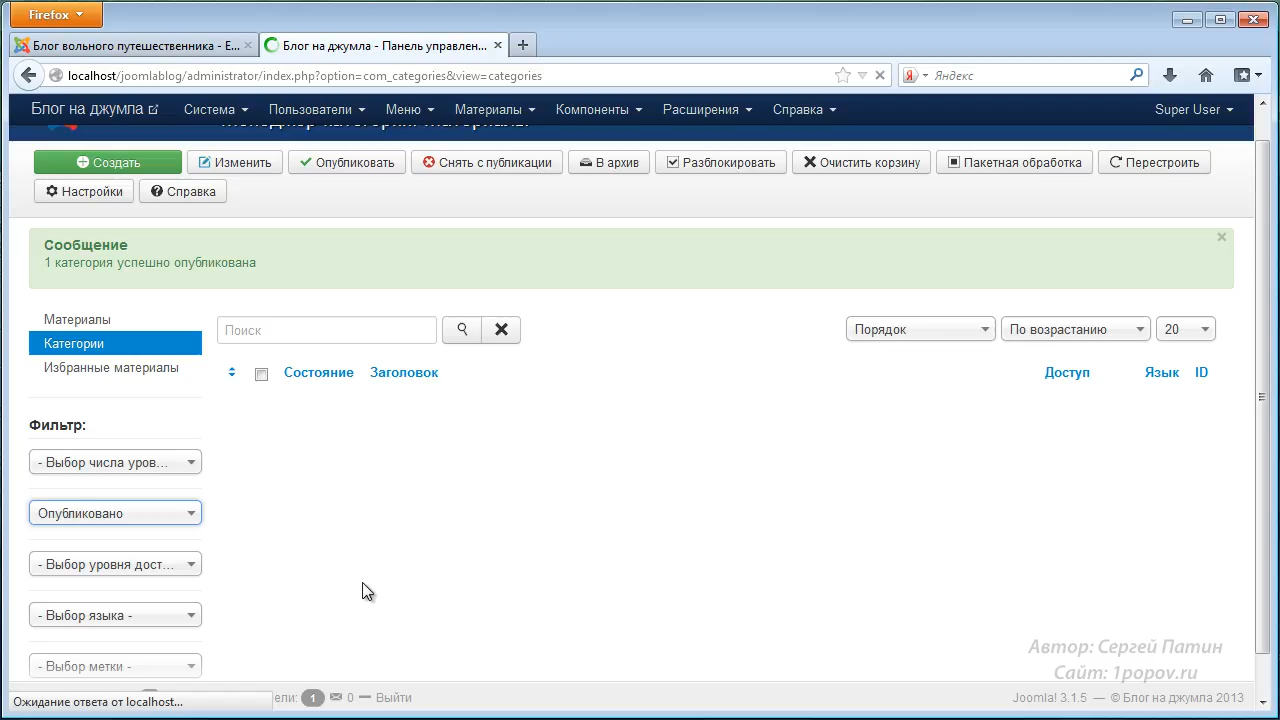 Firefox
Блог вольного путешественника - Е...
Блог на джумла - Панель управлен...
localhost/joomlablog/administrator/index.php?option=com_categories&view=categories
Яндекс
Блог на джумла
Система
Пользователи
Меню
Материалы
Компоненты
Расширения
Справка
Super User
Менеджер категорий: Материалы
Создать
Изменить
Опубликовать
Снять с публикации
В архив
Разблокировать
Очистить корзину
Пакетная обработка
Перестроить
Настройки
Справка
Сообщение
1 категория успешно опубликована
Материалы
Категории
Избранные материалы
Поиск
Порядок
По возрастанию
20
Состояние
Заголовок
Доступ
Язык
ID
Фильтр:
- Выбор числа уров...
Опубликовано
- Выбор уровня дост...
- Выбор языка -
- Выбор метки -
Автор: Сергей Патин
Сайт: 1popov.ru
Ожидание ответа от localhost...
ели: 1 0 — Выйти
Joomla! 3.1.5 — © Блог на джумла 2013